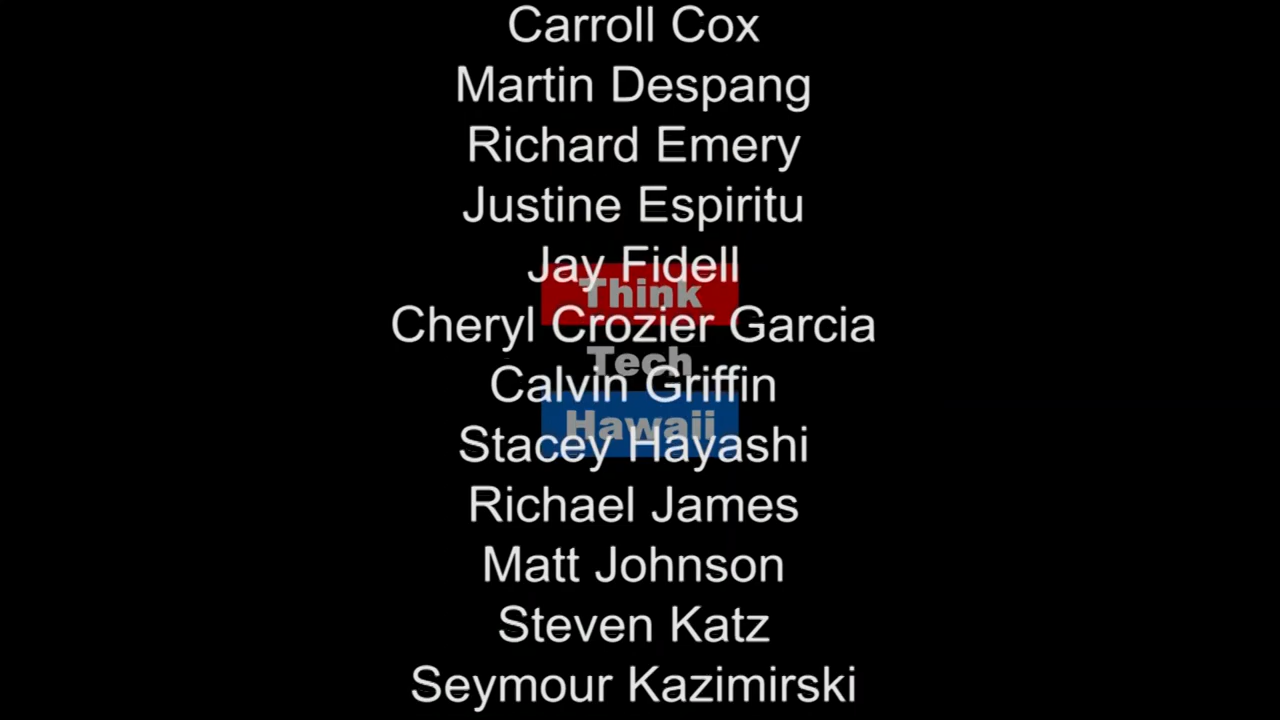 Carroll Cox
Martin Despang
Richard Emery
Justine Espiritu
Jay Fidell
Think
Cheryl Crozier Garcia
Tech
Calvin Griffin
Hawaii
Stacey Hayashi
Richael James
Matt Johnson
Steven Katz
Seymour Kazimirski